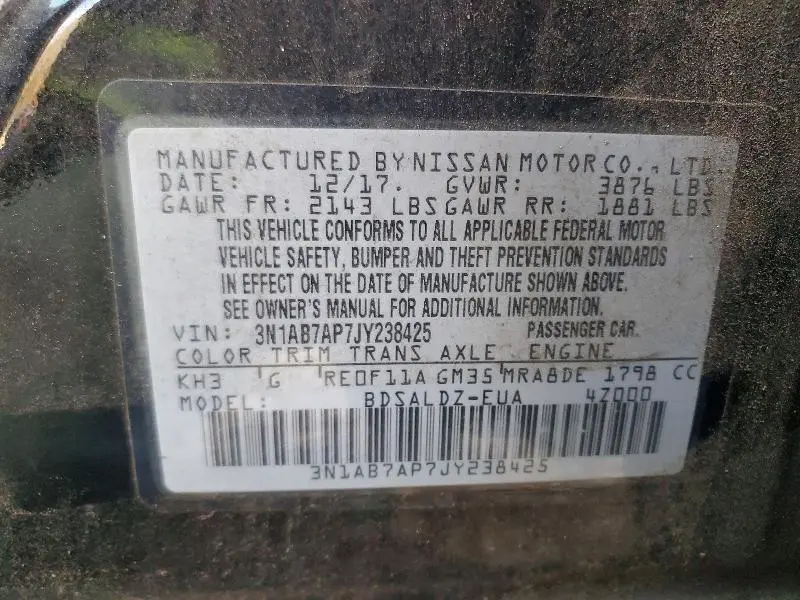 MANUFACTURED BY NISSAN MOTOR CO., LTD.
DATE: 12/17. GVWR: 3876 LBS
GAWR FR: 2143 LBS GAWR RR: 1881 LBS
THIS VEHICLE CONFORMS TO ALL APPLICABLE FEDERAL MOTOR
VEHICLE SAFETY, BUMPER AND THEFT PREVENTION STANDARDS
IN EFFECT ON THE DATE OF MANUFACTURE SHOWN ABOVE.
SEE OWNER'S MANUAL FOR ADDITIONAL INFORMATION.
VIN: 3N1AB7AP7JY238425 PASSENGER CAR.
COLOR TRIM TRANS AXLE ENGINE
KH3 G RE0F11A GM35 MRA8DE 1798 CC
MODEL: BDSALDZ-EUA 4Z000
3N1AB7AP7JY238425